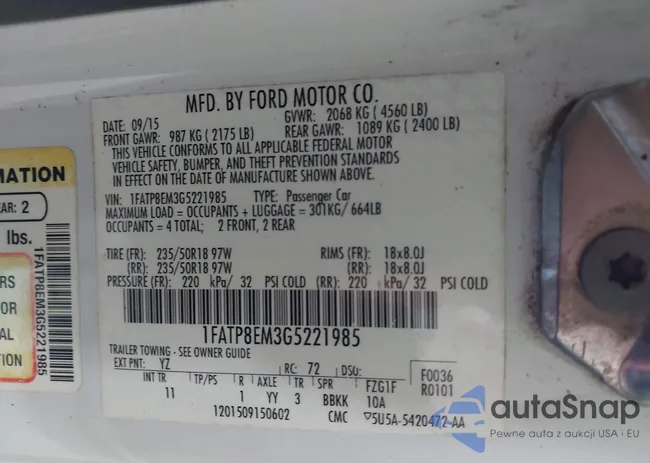 MFD. BY FORD MOTOR CO.
DATE: 09/15 GVWR: 2068 KG ( 4560 LB)
FRONT GAWR: 987 KG ( 2175 LB) REAR GAWR: 1089 KG ( 2400 LB)
THIS VEHICLE CONFORMS TO ALL APPLICABLE FEDERAL MOTOR
VEHICLE SAFETY, BUMPER, AND THEFT PREVENTION STANDARDS
IN EFFECT ON THE DATE OF MANUFACTURE SHOWN ABOVE.
VIN: 1FATP8EM3G5221985 TYPE: Passenger Car
MAXIMUM LOAD = OCCUPANTS + LUGGAGE = 301KG/ 664LB
OCCUPANTS = 4 TOTAL; 2 FRONT, 2 REAR
TIRE (FR): 235/50R18 97W RIMS (FR): 18x8.0J
(RR): 235/50R18 97W (RR): 18x8.0J
PRESSURE (FR): 220 kPa/ 32 PSI COLD (RR): 220 kPa/ 32 PSI COLD
1FATP8EM3G5221985
TRAILER TOWING - SEE OWNER GUIDE
EXT PNT: YZ RC: 72 DSU: F0036
R0101
INT TR TP/PS R AXLE TR SPR FZG1F
11 1 YY 3 BBKK 10A
1201509150602 CMC 5U5A-5420472-AA
MATION
EAR: 2
lbs.
1FATP8EM3G5221985
RS
TOR
AL
TION
autoSnap
Pewne auta z aukcji USA i EU